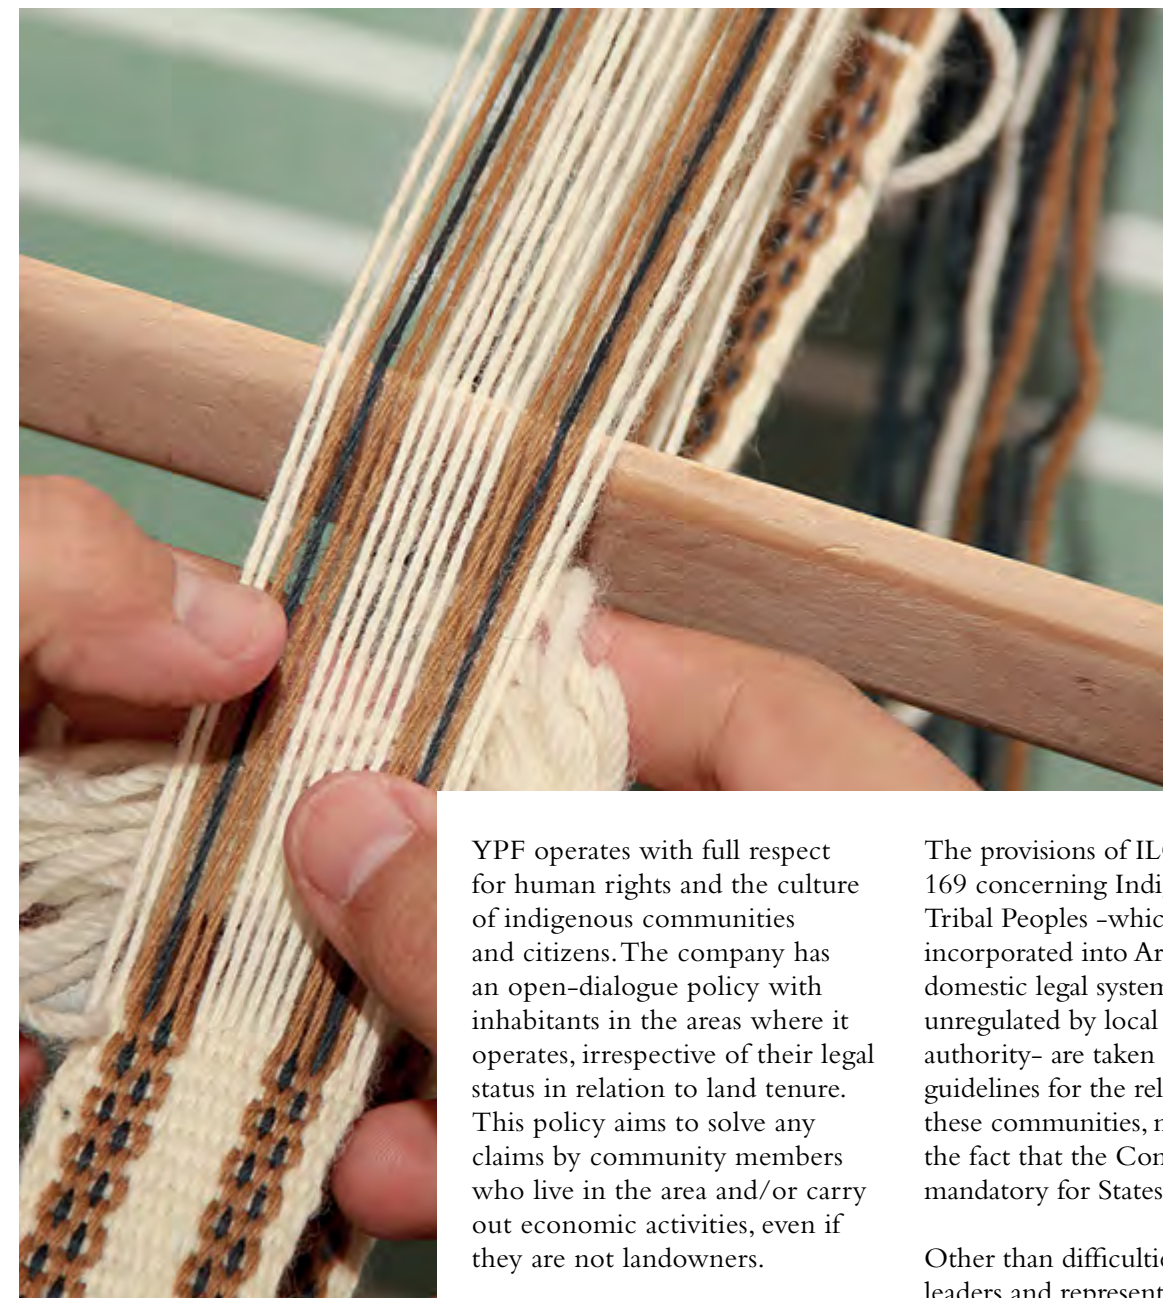 YPF operates with full respect
for human rights and the culture
of indigenous communities
and citizens. The company has
an open-dialogue policy with
inhabitants in the areas where it
operates, irrespective of their legal
status in relation to land tenure.
This policy aims to solve any
claims by community members
who live in the area and/or carry
out economic activities, even if
they are not landowners.
The provisions of
169 concerning
Tribal Peoples
incorporated into
domestic legal
unregulated by local
authority- are taken
guidelines for the
these communities,
the fact that the
mandatory for States
Other than
leaders and